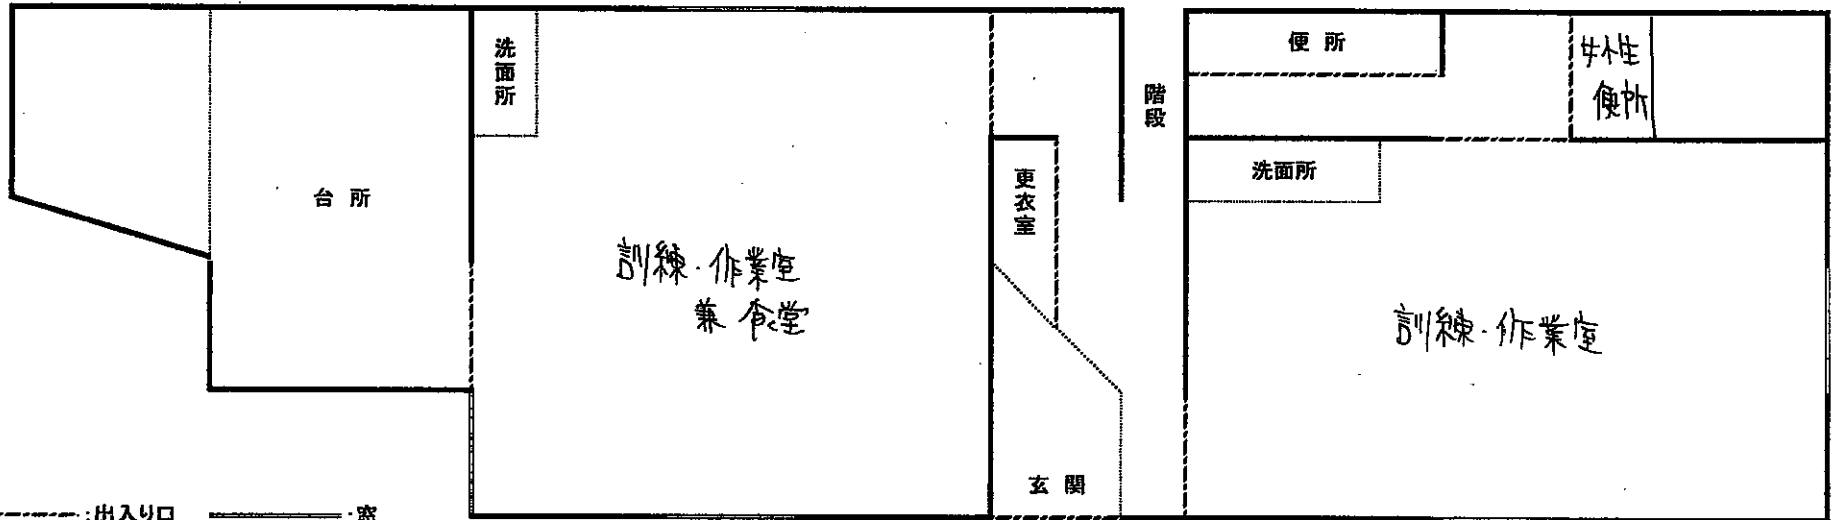 台所
洗面所
訓練・作業室
兼 食堂
更衣室
玄関
階段
便所
女性
便所
洗面所
訓練・作業室
:出入り口
:窓